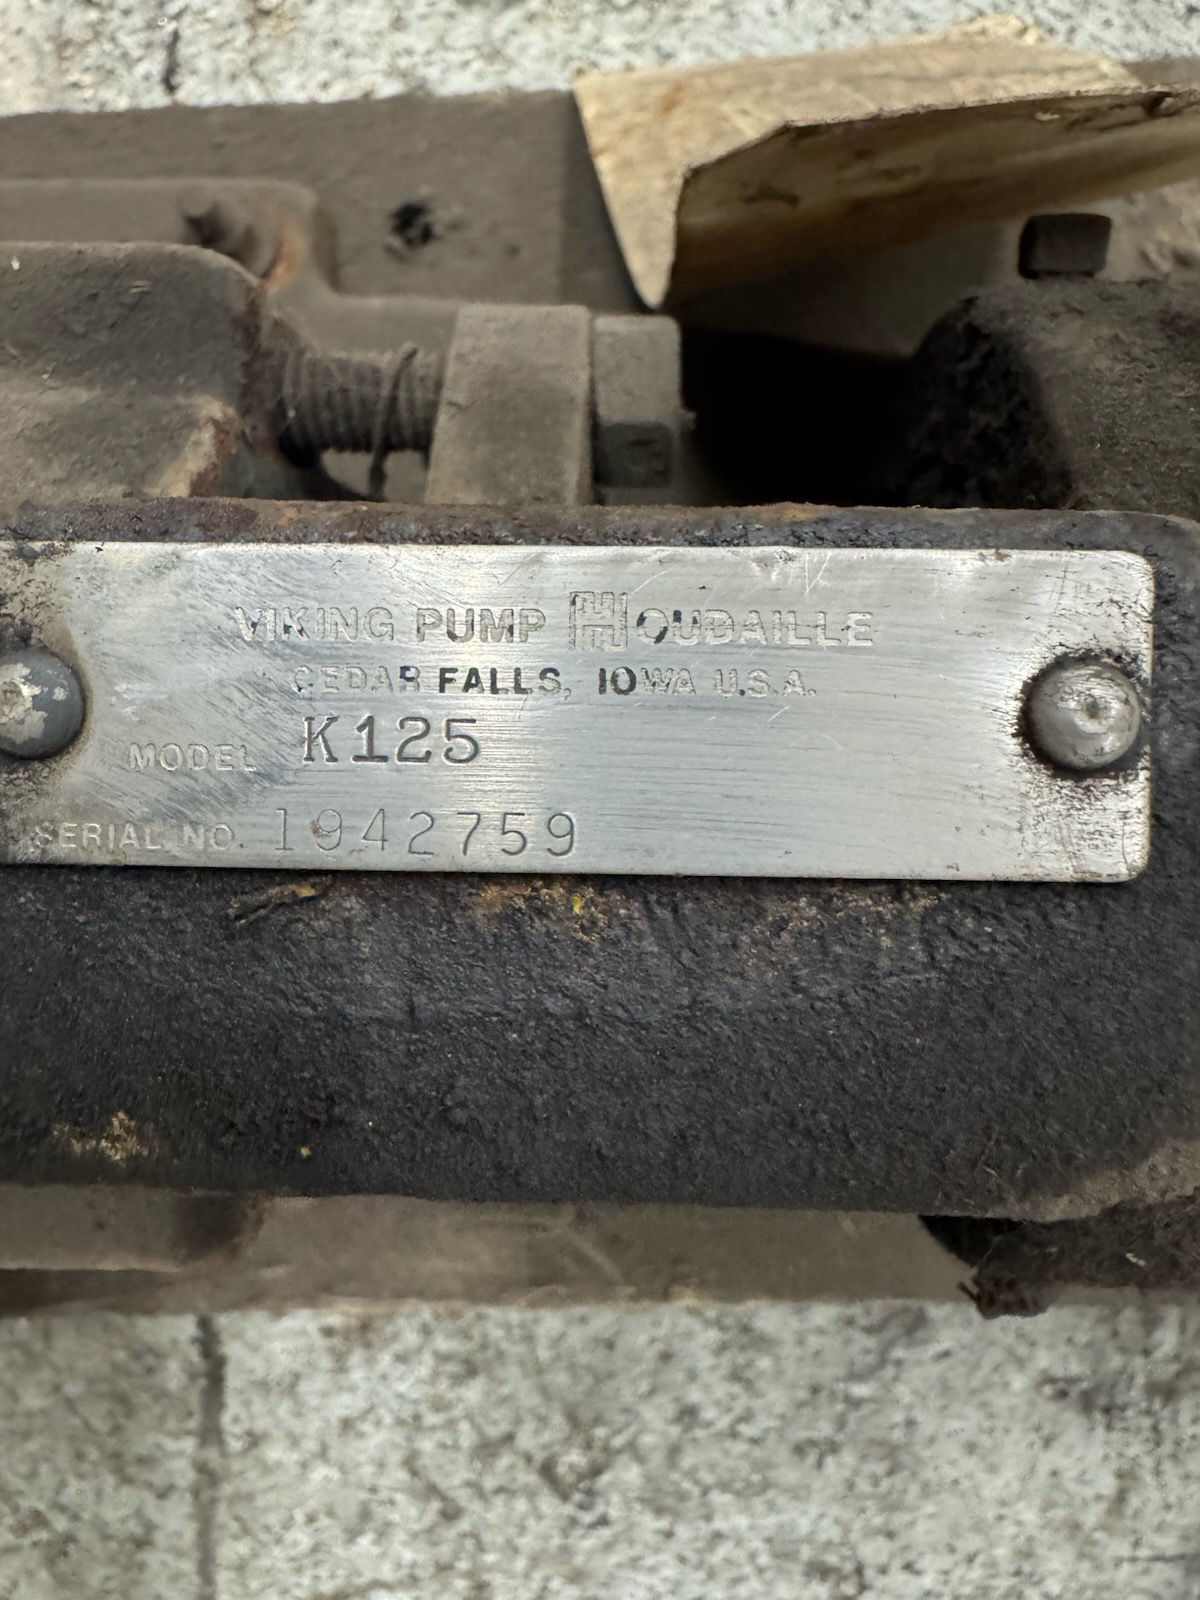 VIKING PUMP HOUDAILLE
CEDAR FALLS, IOWA U.S.A.
MODEL K125
SERIAL NO. 1942759